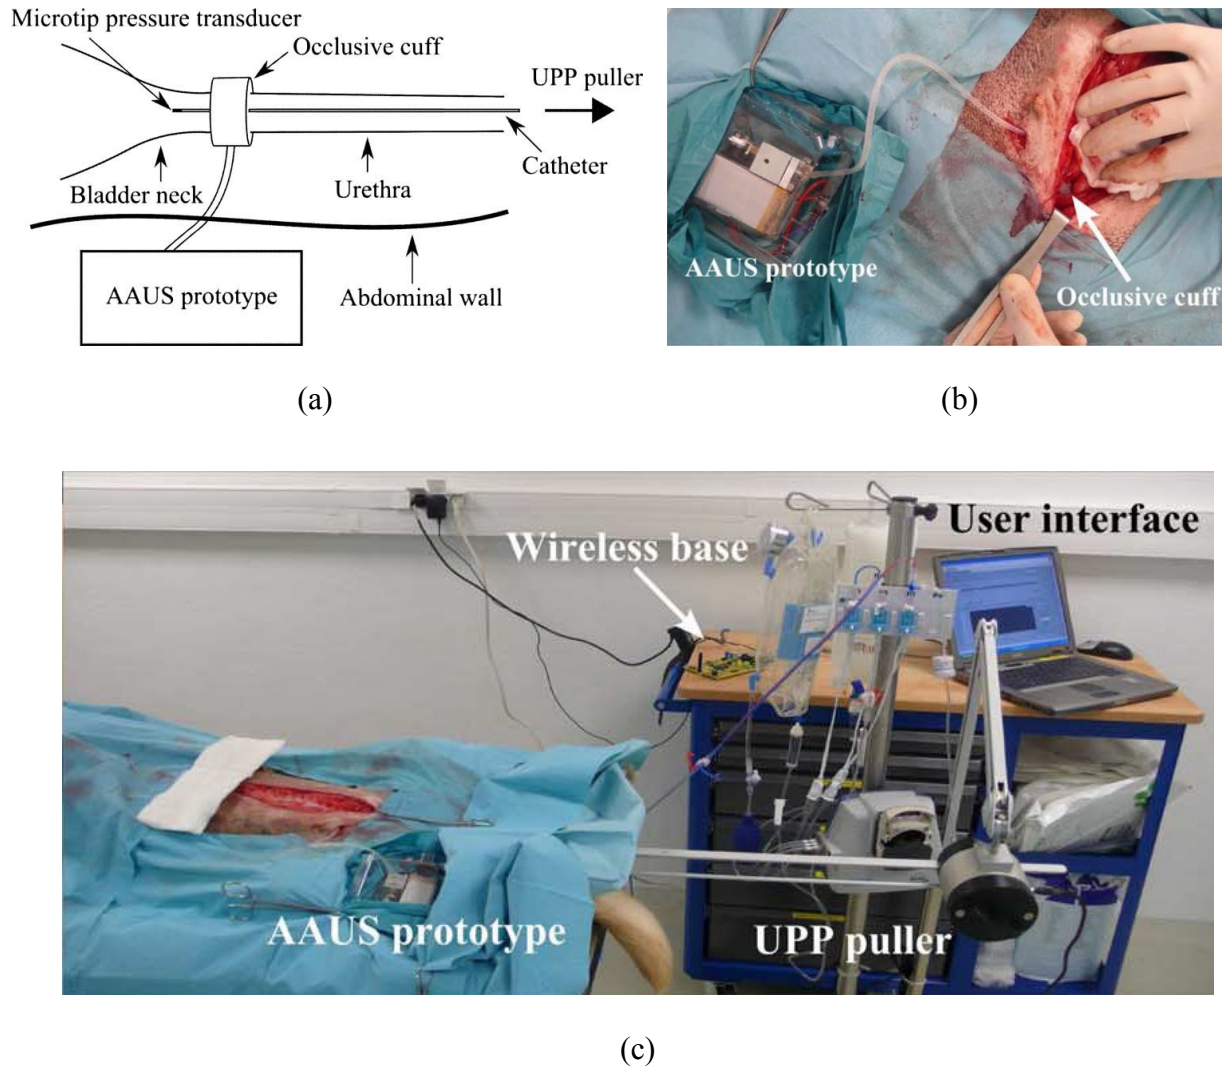 Microtip pressure transducer
Occlusive cuff
UPP puller
Catheter
Urethra
Bladder neck
AAUS prototype
Abdominal wall
(a)
AAUS prototype
Occlusive cuff
(b)
User interface
Wireless base
AAUS prototype
UPP puller
(c)